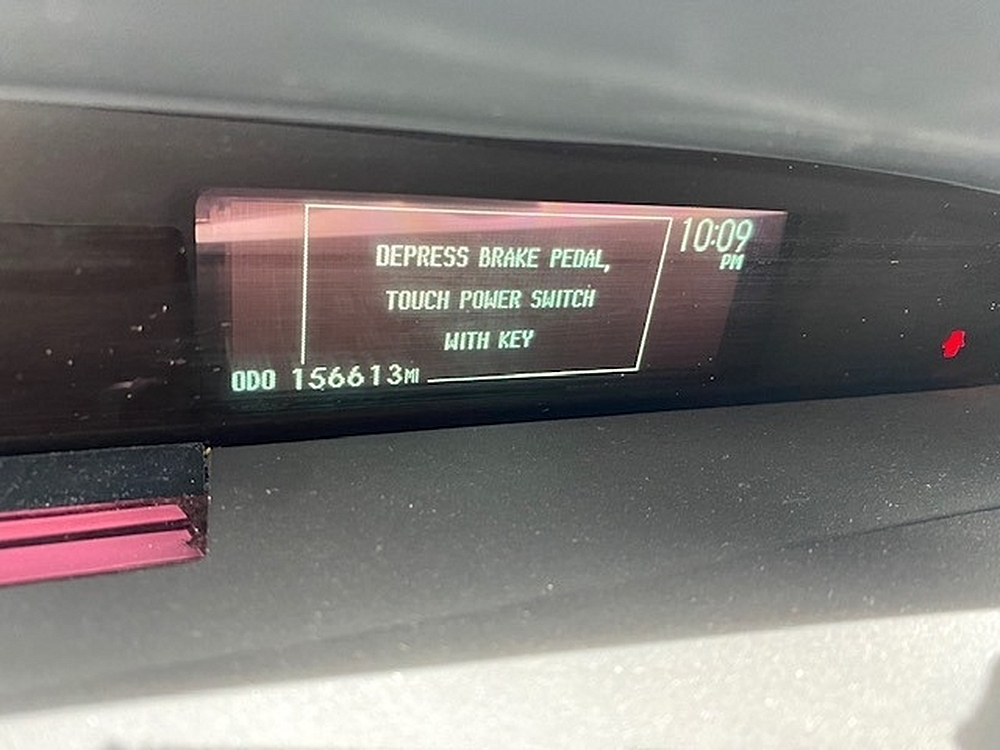 DEPRESS BRAKE PEDAL,
TOUCH POWER SWITCH
WITH KEY
10:09
PM
ODO 156613MI